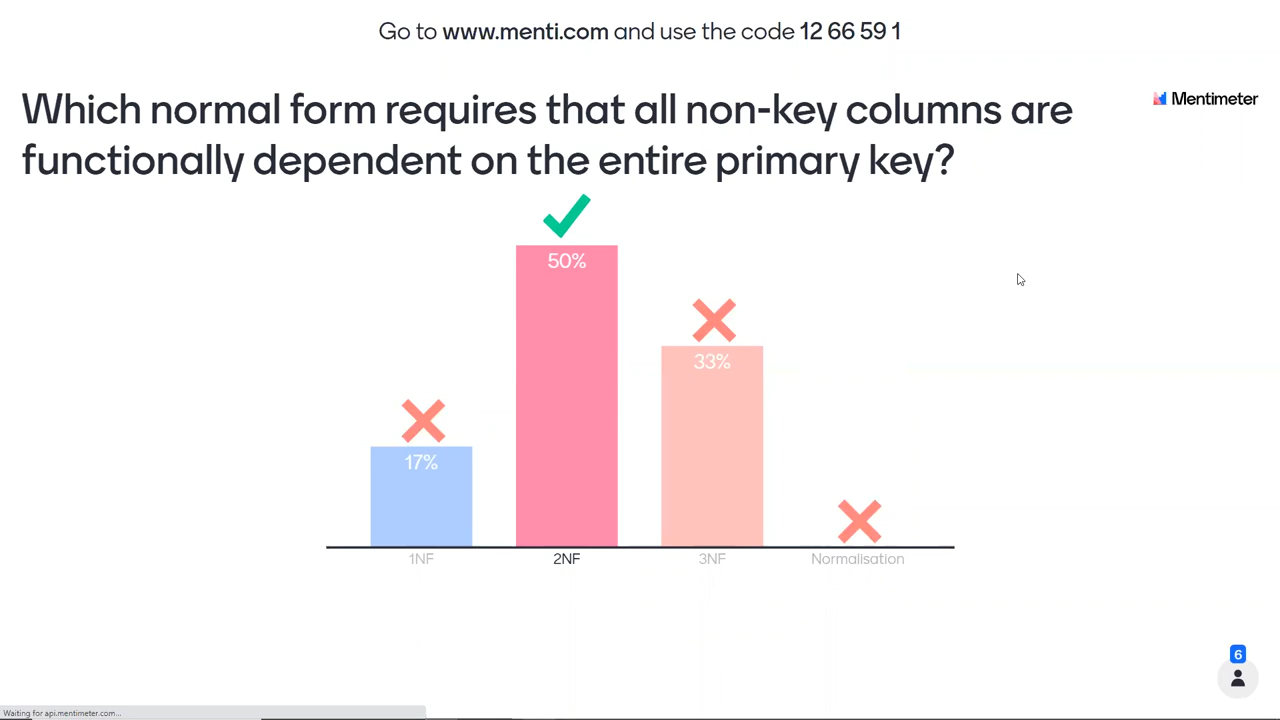 Go to www.menti.com and use the code 12 66 59 1
Which normal form requires that all non-key columns are
functionally dependent on the entire primary key?
Mentimeter
50%
33%
17%
1NF
2NF
3NF
Normalisation
6
Waiting for api.mentimeter.com...